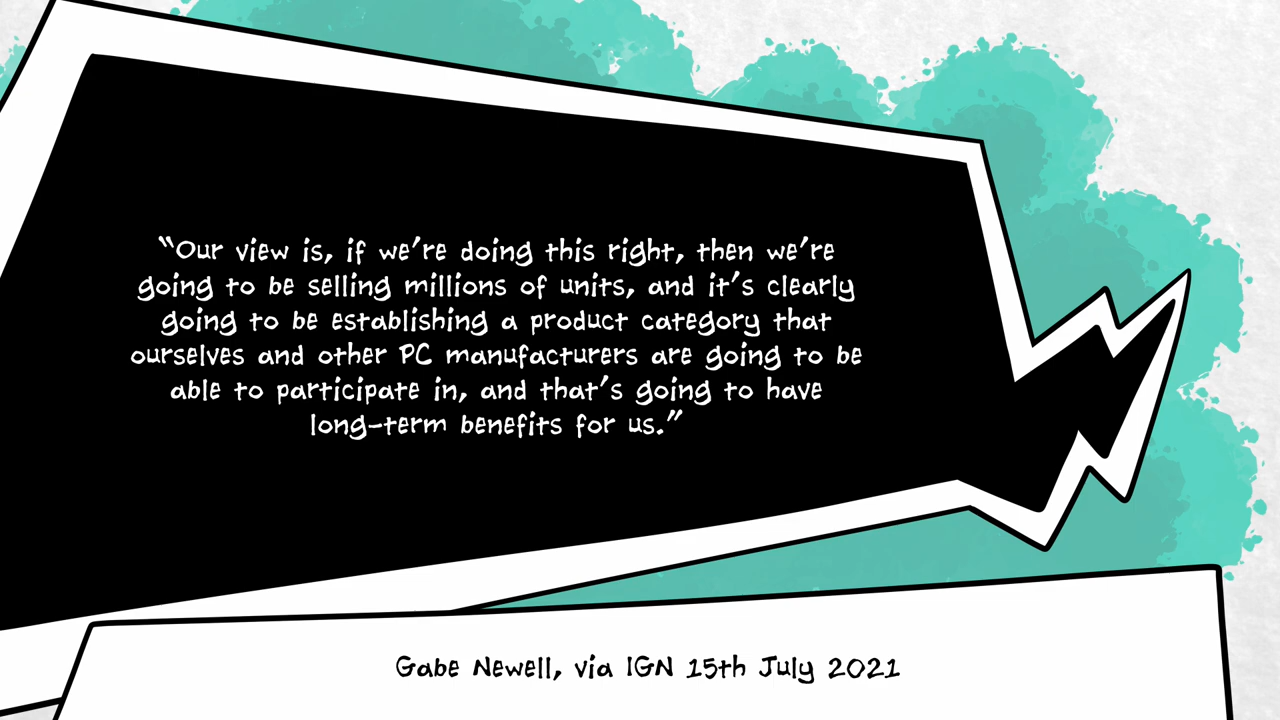 “Our view is, if we’re doing this right, then we’re
going to be selling millions of units, and it’s clearly
going to be establishing a product category that
ourselves and other PC manufacturers are going to be
able to participate in, and that’s going to have
long-term benefits for us.”
Gabe Newell, via IGN 15th July 2021